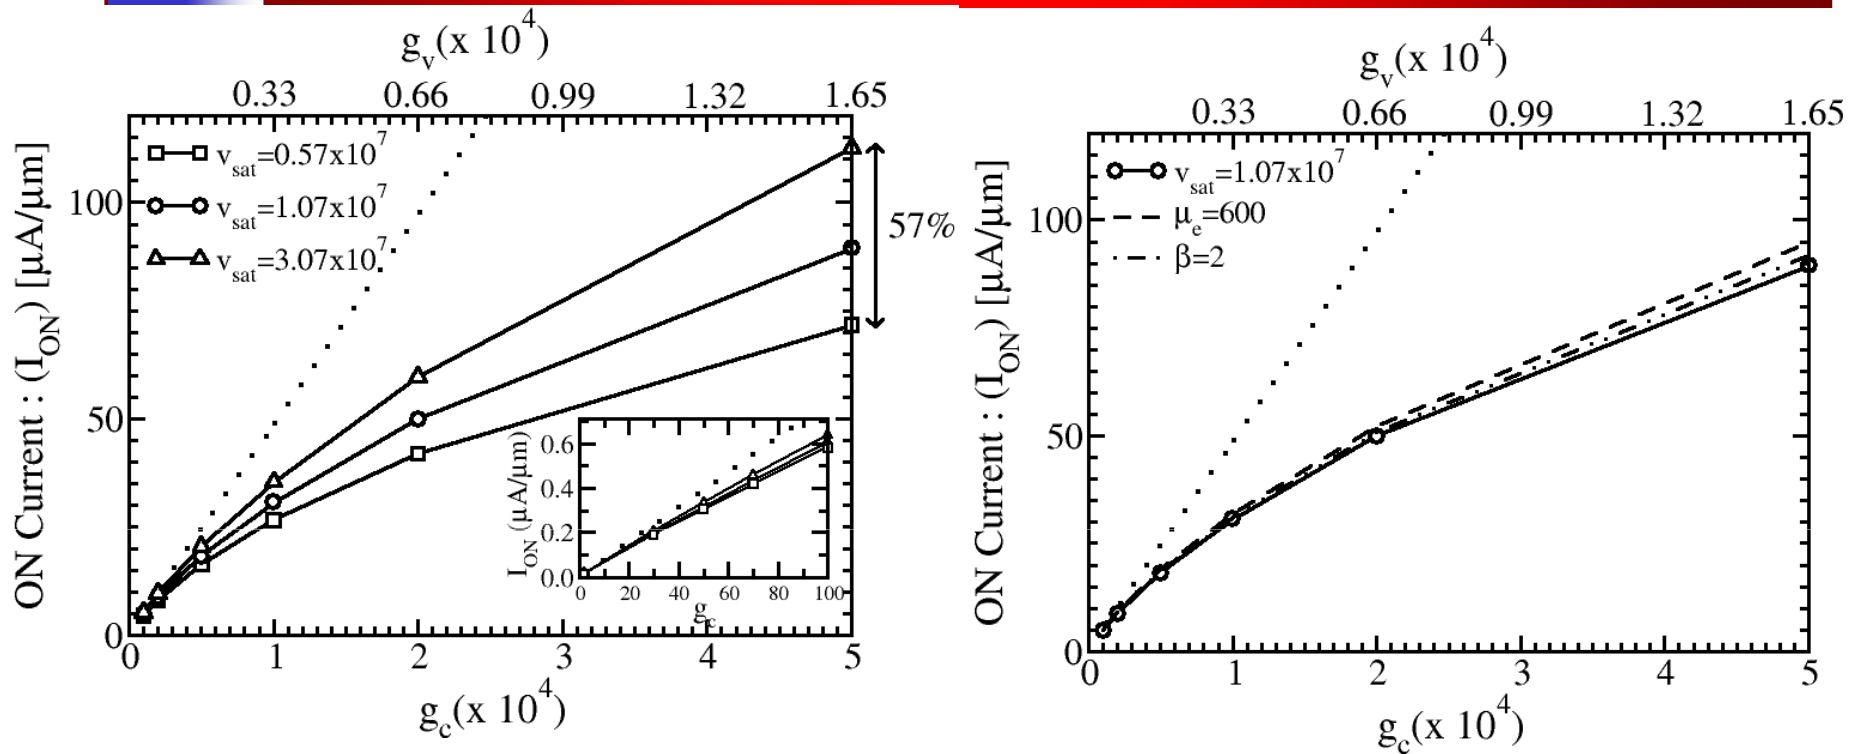 g_v(x 10^4)
0.33 0.66 0.99 1.32 1.65
v_sat=0.57x10^7
v_sat=1.07x10^7
v_sat=3.07x10^7
57%
ON Current : (I_ON) [µA/µm]
100
50
0
0 1 2 3 4 5
g_c(x 10^4)
I_ON (µA/µm)
0.6
0.4
0.2
0.0
0 20 40 60 80 100
g_c
g_v(x 10^4)
0.33 0.66 0.99 1.32 1.65
v_sat=1.07x10^7
µ_e=600
β=2
ON Current : (I_ON) [µA/µm]
100
50
0
0 1 2 3 4 5
g_c(x 10^4)